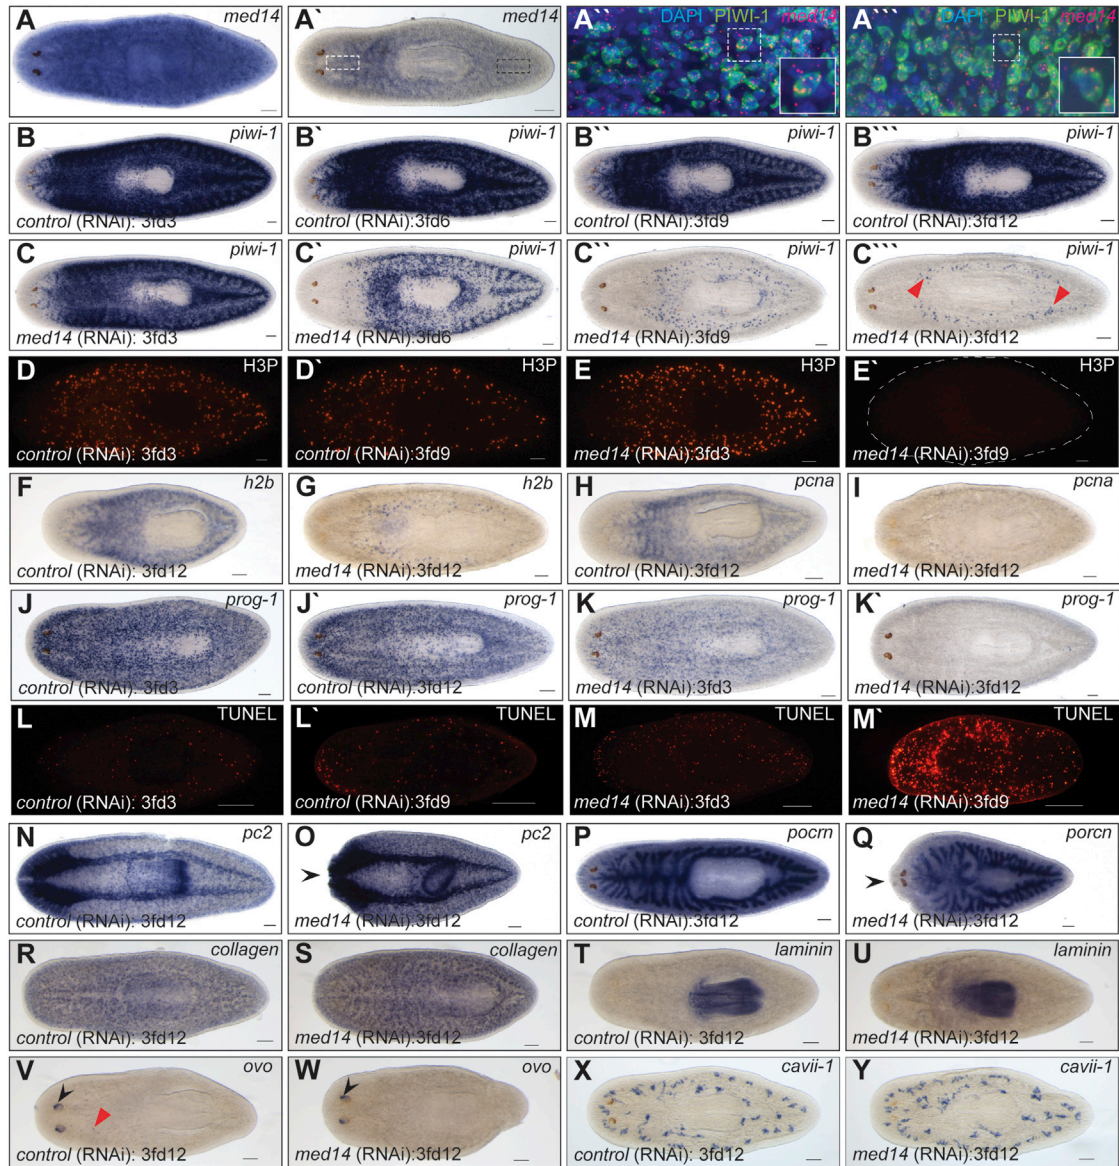 A med14
A` med14
A`` DAPI PIWI-1 med14
A``` DAPI PIWI-1 med14
B piwi-1
control (RNAi): 3fd3
B` piwi-1
control (RNAi): 3fd6
B`` piwi-1
control (RNAi): 3fd9
B``` piwi-1
control (RNAi): 3fd12
C piwi-1
med14 (RNAi): 3fd3
C` piwi-1
med14 (RNAi): 3fd6
C`` piwi-1
med14 (RNAi): 3fd9
C``` piwi-1
med14 (RNAi): 3fd12
D H3P
control (RNAi): 3fd3
D` H3P
control (RNAi):3fd9
E H3P
med14 (RNAi): 3fd3
E` H3P
med14 (RNAi):3fd9
F h2b
control (RNAi): 3fd12
G h2b
med14 (RNAi):3fd12
H pcna
control (RNAi): 3fd12
I pcna
med14 (RNAi):3fd12
J prog-1
control (RNAi): 3fd3
J` prog-1
control (RNAi): 3fd12
K prog-1
med14 (RNAi):3fd3
K` prog-1
med14 (RNAi): 3fd12
L TUNEL
control (RNAi): 3fd3
L` TUNEL
control (RNAi): 3fd9
M TUNEL
med14 (RNAi): 3fd3
M` TUNEL
med14 (RNAi):3fd9
N pc2
control (RNAi): 3fd12
O pc2
med14 (RNAi): 3fd12
P pocrn
control (RNAi): 3fd12
Q porcn
med14 (RNAi): 3fd12
R collagen
control (RNAi): 3fd12
S collagen
med14 (RNAi): 3fd12
T laminin
control (RNAi): 3fd12
U laminin
med14 (RNAi): 3fd12
V ovo
control (RNAi): 3fd12
W ovo
med14 (RNAi): 3fd12
X cavii-1
control (RNAi): 3fd12
Y cavii-1
med14 (RNAi): 3fd12